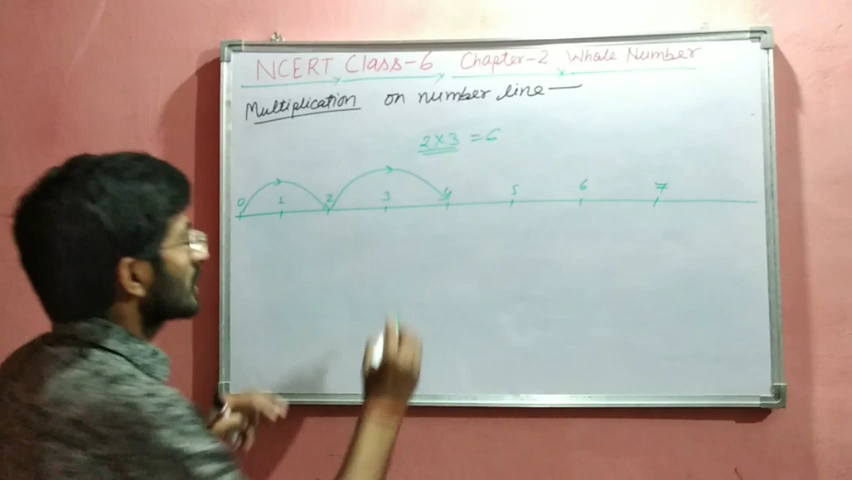 NCERT Class-6 Chapter-2 Whole Number
Multiplication on number line
2×3 = 6
0 1 2 3 4 5 6 7